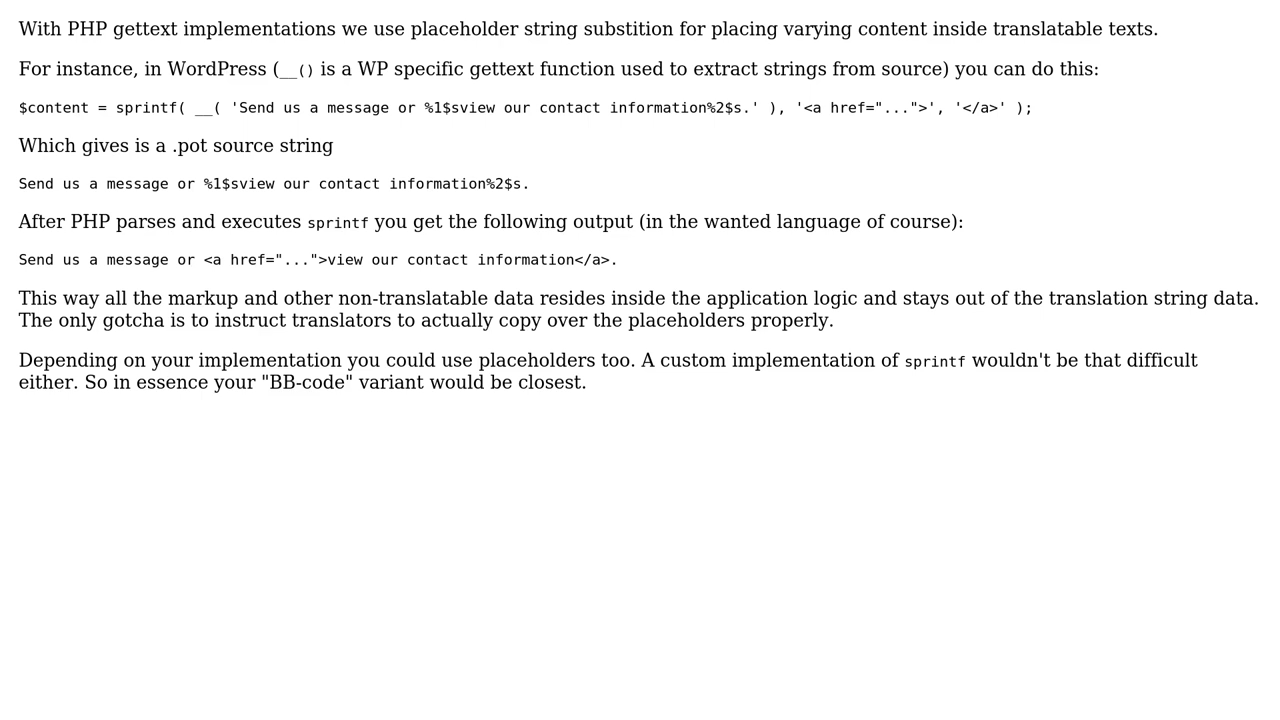 With PHP gettext implementations we use placeholder string substition for placing varying content inside translatable texts.
For instance, in WordPress (__() is a WP specific gettext function used to extract strings from source) you can do this:
$content = sprintf( __( 'Send us a message or %1$sview our contact information%2$s.' ), '<a href="...">', '</a>' );
Which gives is a .pot source string
Send us a message or %1$sview our contact information%2$s.
After PHP parses and executes sprintf you get the following output (in the wanted language of course):
Send us a message or <a href="...">view our contact information</a>.
This way all the markup and other non-translatable data resides inside the application logic and stays out of the translation string data.
The only gotcha is to instruct translators to actually copy over the placeholders properly.
Depending on your implementation you could use placeholders too. A custom implementation of sprintf wouldn't be that difficult
either. So in essence your "BB-code" variant would be closest.